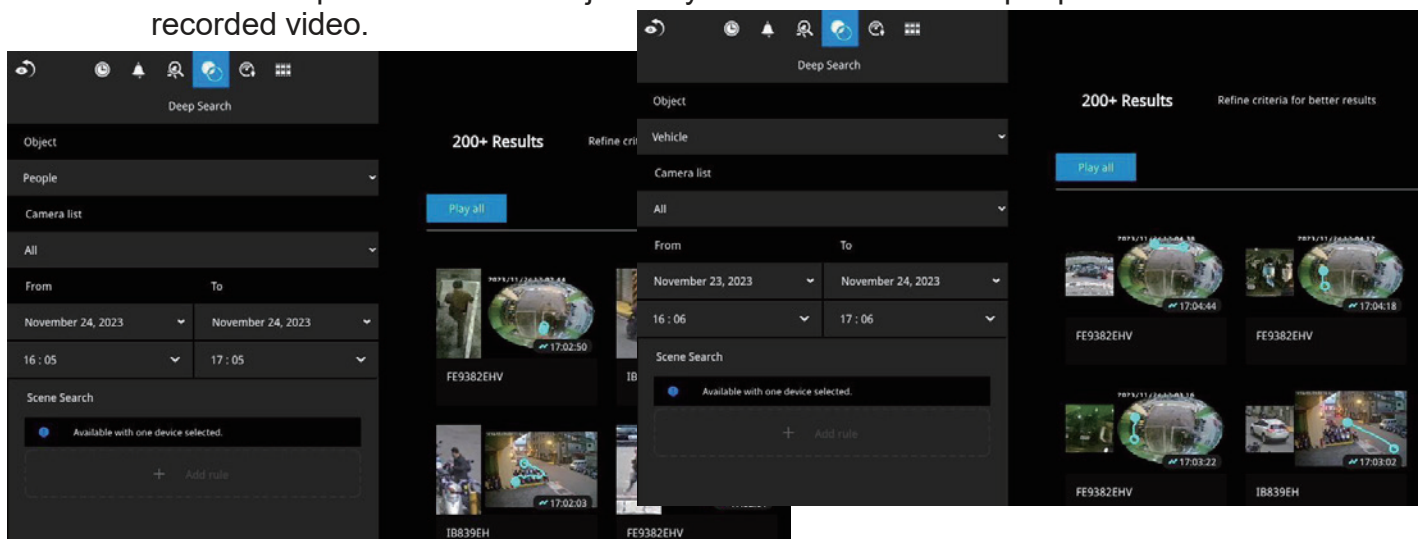 recorded video.
Deep Search
Object
People
Camera list
All
From To
November 24, 2023 November 24, 2023
16 : 05 17 : 05
Scene Search
Available with one device selected.
+ Add rule
200+ Results Refine
Play all
17:02:50
FE9382EHV
17:02:03
IB839EH FE9382EHV
Deep Search
Object
Vehicle
Camera list
All
From To
November 23, 2023 November 24, 2023
16 : 06 17 : 06
Scene Search
Available with one device selected.
+ Add rule
200+ Results Refine criteria for better results
Play all
17:04:44 17:04:18
FE9382EHV FE9382EHV
17:03:22 17:03:02
FE9382EHV IB839EH